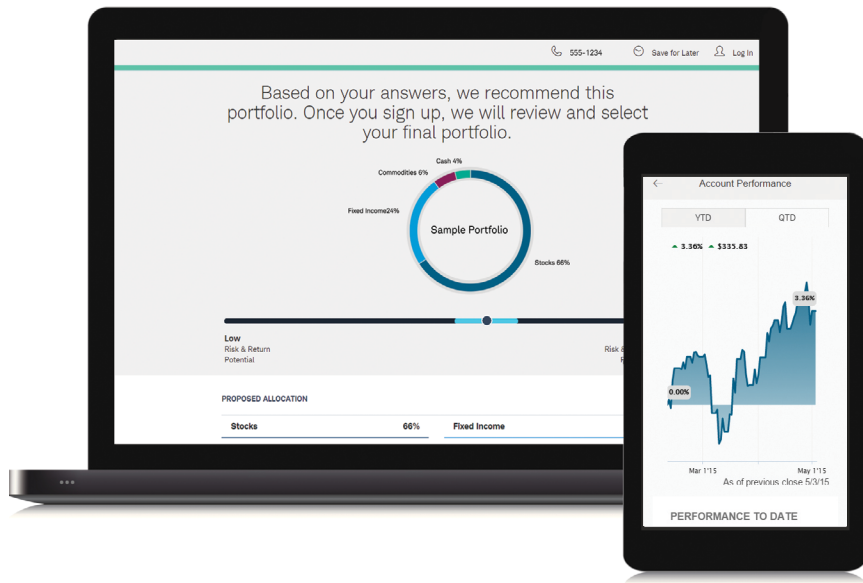 555-1234
Save for Later
Log In
Based on your answers, we recommend this
portfolio. Once you sign up, we will review and select
your final portfolio.
Cash 4%
Commodities 6%
Fixed Income24%
Sample Portfolio
Stocks 66%
Low
Risk & Return
Potential
Risk &
PROPOSED ALLOCATION
Stocks 66% Fixed Income
Account Performance
YTD QTD
3.36% $335.83
3.36%
0.00%
Mar 1'15 May 1'15
As of previous close 5/3/15
PERFORMANCE TO DATE